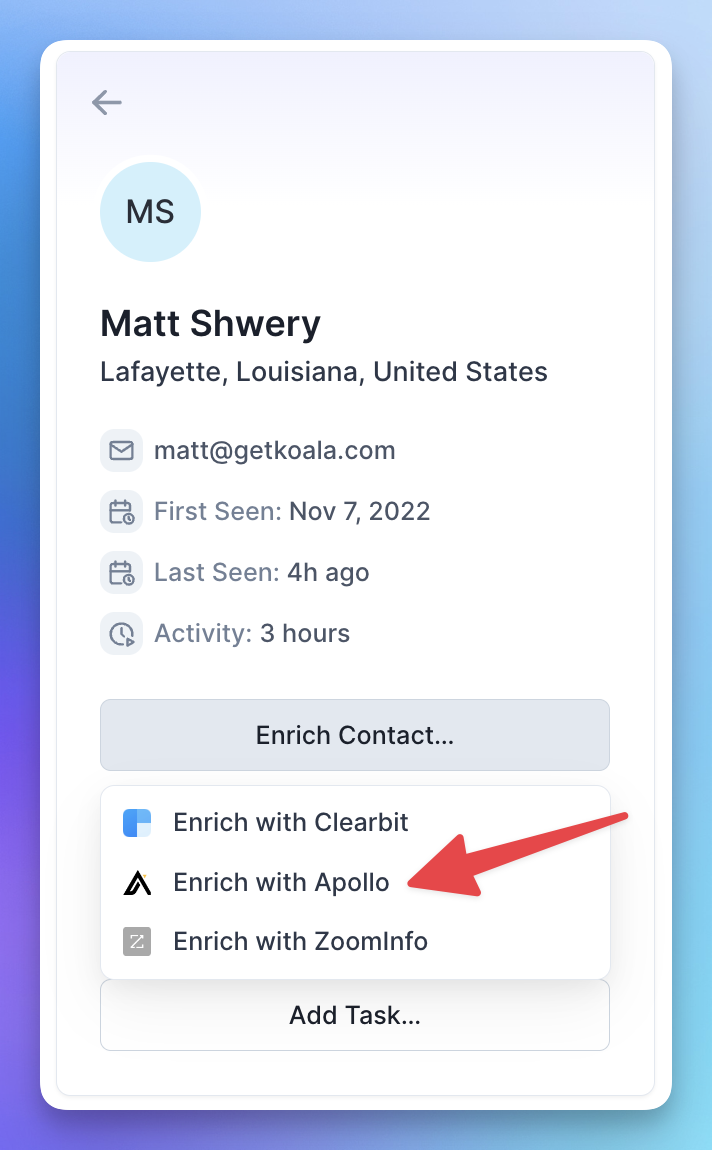 MS
Matt Shwery
Lafayette, Louisiana, United States
matt@getkoala.com
First Seen: Nov 7, 2022
Last Seen: 4h ago
Activity: 3 hours
Enrich Contact...
Enrich with Clearbit
Enrich with Apollo
Z Enrich with ZoomInfo
Add Task...